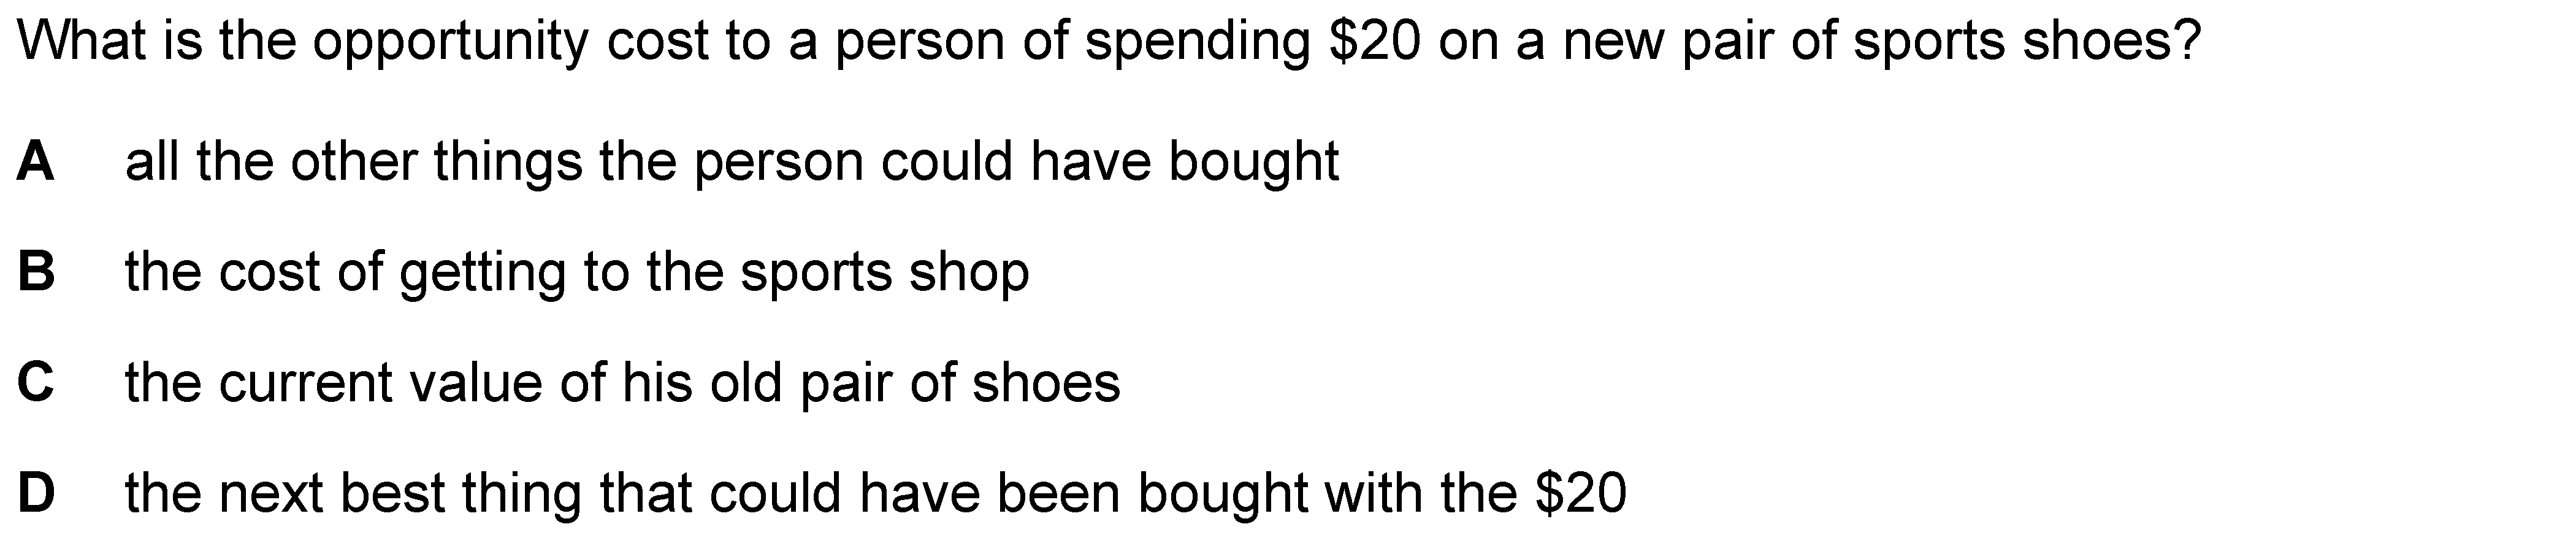 What is the opportunity cost to a person of spending $20 on a new pair of sports shoes?
A all the other things the person could have bought
B the cost of getting to the sports shop
C the current value of his old pair of shoes
D the next best thing that could have been bought with the $20